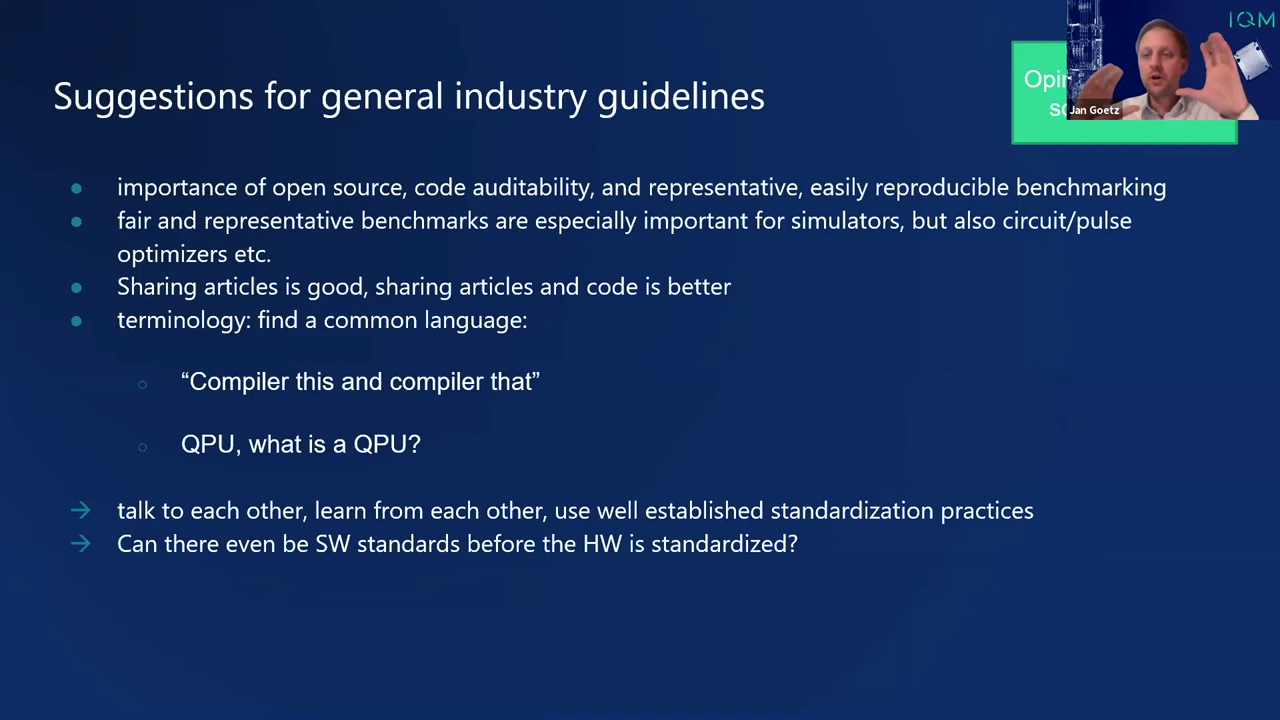 IQM
Suggestions for general industry guidelines
Jan Goetz
importance of open source, code auditability, and representative, easily reproducible benchmarking
fair and representative benchmarks are especially important for simulators, but also circuit/pulse
optimizers etc.
Sharing articles is good, sharing articles and code is better
terminology: find a common language:
“Compiler this and compiler that”
QPU, what is a QPU?
talk to each other, learn from each other, use well established standardization practices
Can there even be SW standards before the HW is standardized?